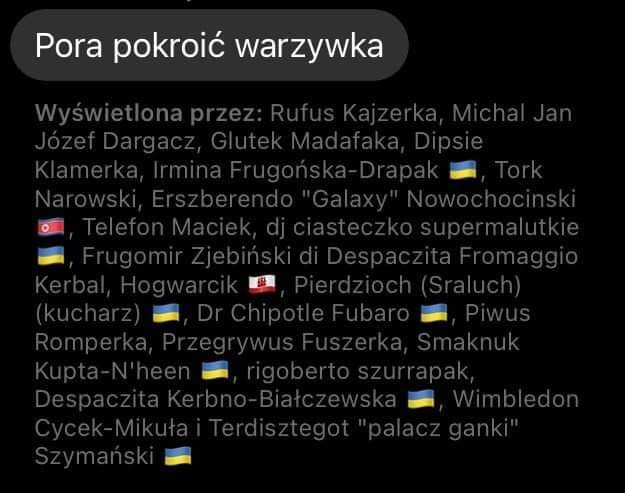 Pora pokroić warzywka
Wyświetlona przez: Rufus Kajzerka, Michal Jan
Józef Dargacz, Glutek Madafaka, Dipsie
Klamerka, Irmina Frugońska-Drapak 🇺🇦, Tork
Narowski, Erszberendo "Galaxy" Nowochocinski
🇰🇵, Telefon Maciek, dj ciasteczko supermalutkie
🇺🇦, Frugomir Zjebiński di Despaczita Fromaggio
Kerbal, Hogwarcik 🇬🇮, Pierdzioch (Sraluch)
(kucharz) 🇺🇦, Dr Chipotle Fubaro 🇺🇦, Piwus
Romperka, Przegrywus Fuszerka, Smaknuk
Kupta-N'heen 🇺🇦, rigoberto szurrapak,
Despaczita Kerbno-Białczewska 🇺🇦, Wimbledon
Cycek-Mikuła i Terdisztegot "palacz ganki"
Szymański 🇺🇦